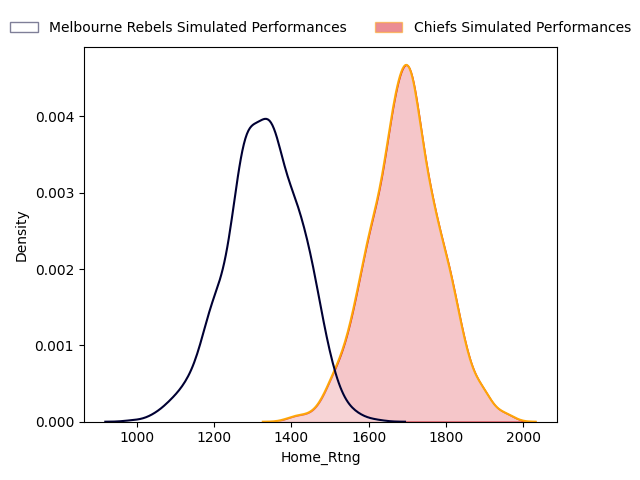 Melbourne Rebels Simulated Performances
Chiefs Simulated Performances
0.004
0.003
0.002
0.001
0.000
Density
1000 1200 1400 1600 1800 2000
Home_Rtng